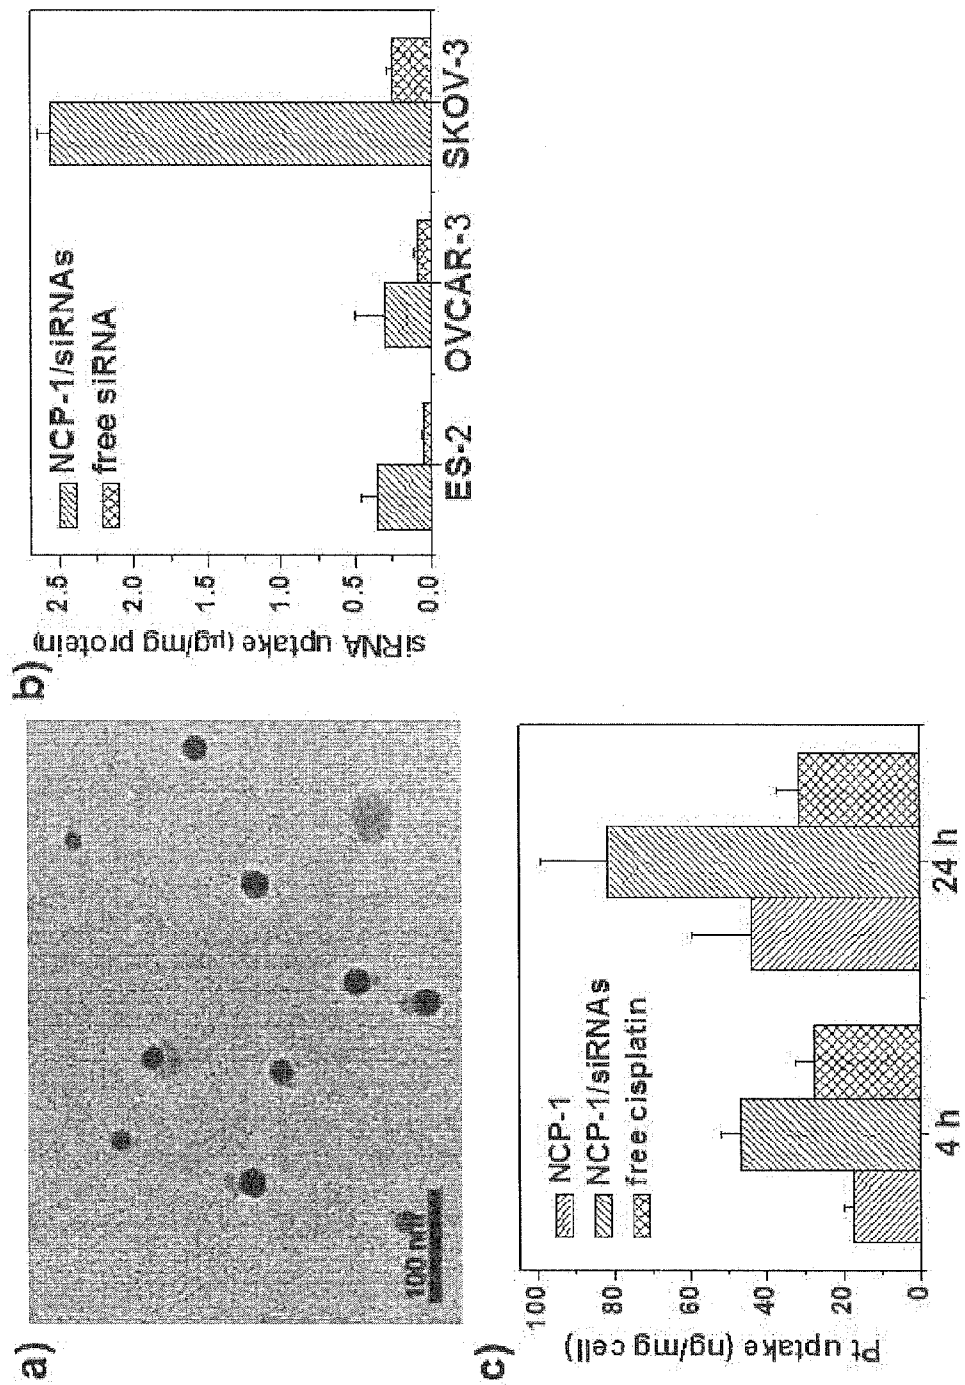 a)
100 nm
b)
siRNA uptake (µg/mg protein)
2.5
2.0
1.5
1.0
0.5
0.0
NCP-1/siRNAs
free siRNA
ES-2
OVCAR-3
SKOV-3
c)
Pt uptake (ng/mg cell)
100
80
60
40
20
0
NCP-1
NCP-1/siRNAs
free cisplatin
4 h
24 h